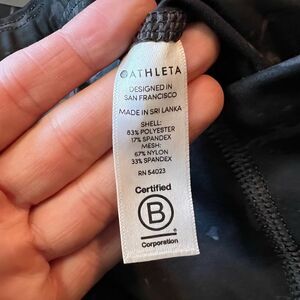 ATHLETA
DESIGNED IN
SAN FRANCISCO
MADE IN SRI LANKA
SHELL:
83% POLYESTER
17% SPANDEX
MESH:
67% NYLON
33% SPANDEX
RN 54023
Certified
B
Corporation